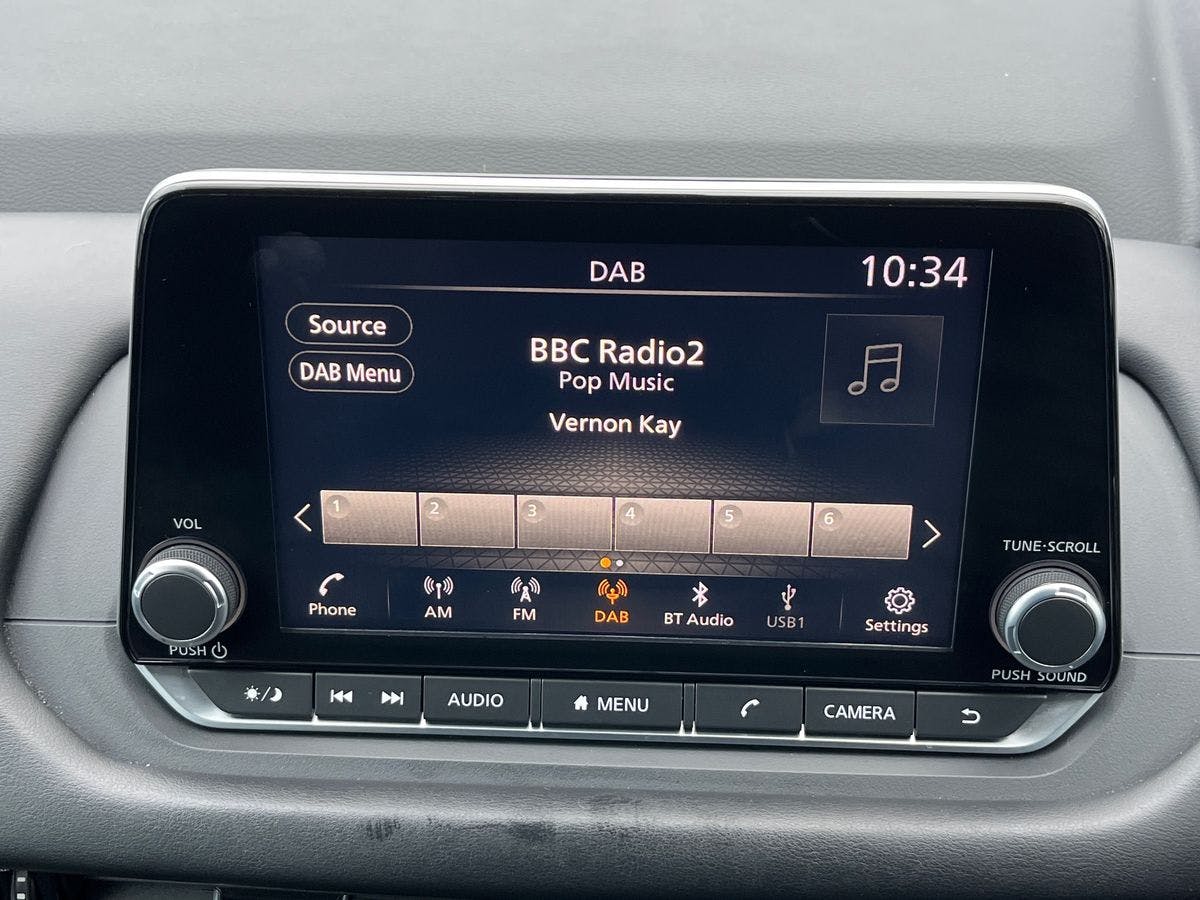 DAB
10:34
Source
DAB Menu
BBC Radio2
Pop Music
Vernon Kay
1 2 3 4 5 6
VOL
PUSH
TUNE·SCROLL
PUSH SOUND
Phone
AM
FM
DAB
BT Audio
USB1
Settings
AUDIO
MENU
CAMERA